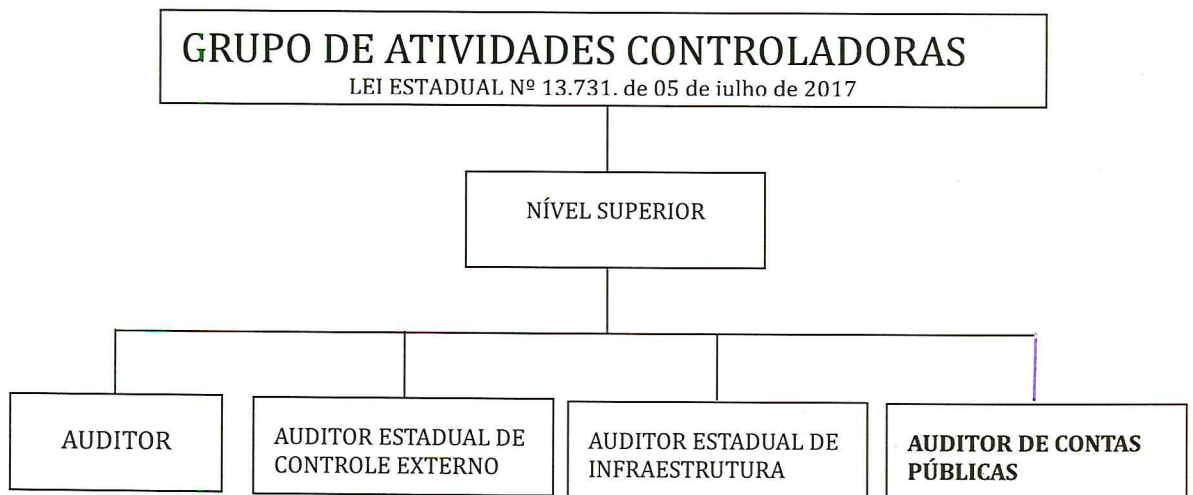 GRUPO DE ATIVIDADES CONTROLADORAS
LEI ESTADUAL Nº 13.731. de 05 de julho de 2017
NÍVEL SUPERIOR
AUDITOR
AUDITOR ESTADUAL DE
CONTROLE EXTERNO
AUDITOR ESTADUAL DE
INFRAESTRUTURA
AUDITOR DE CONTAS
PÚBLICAS